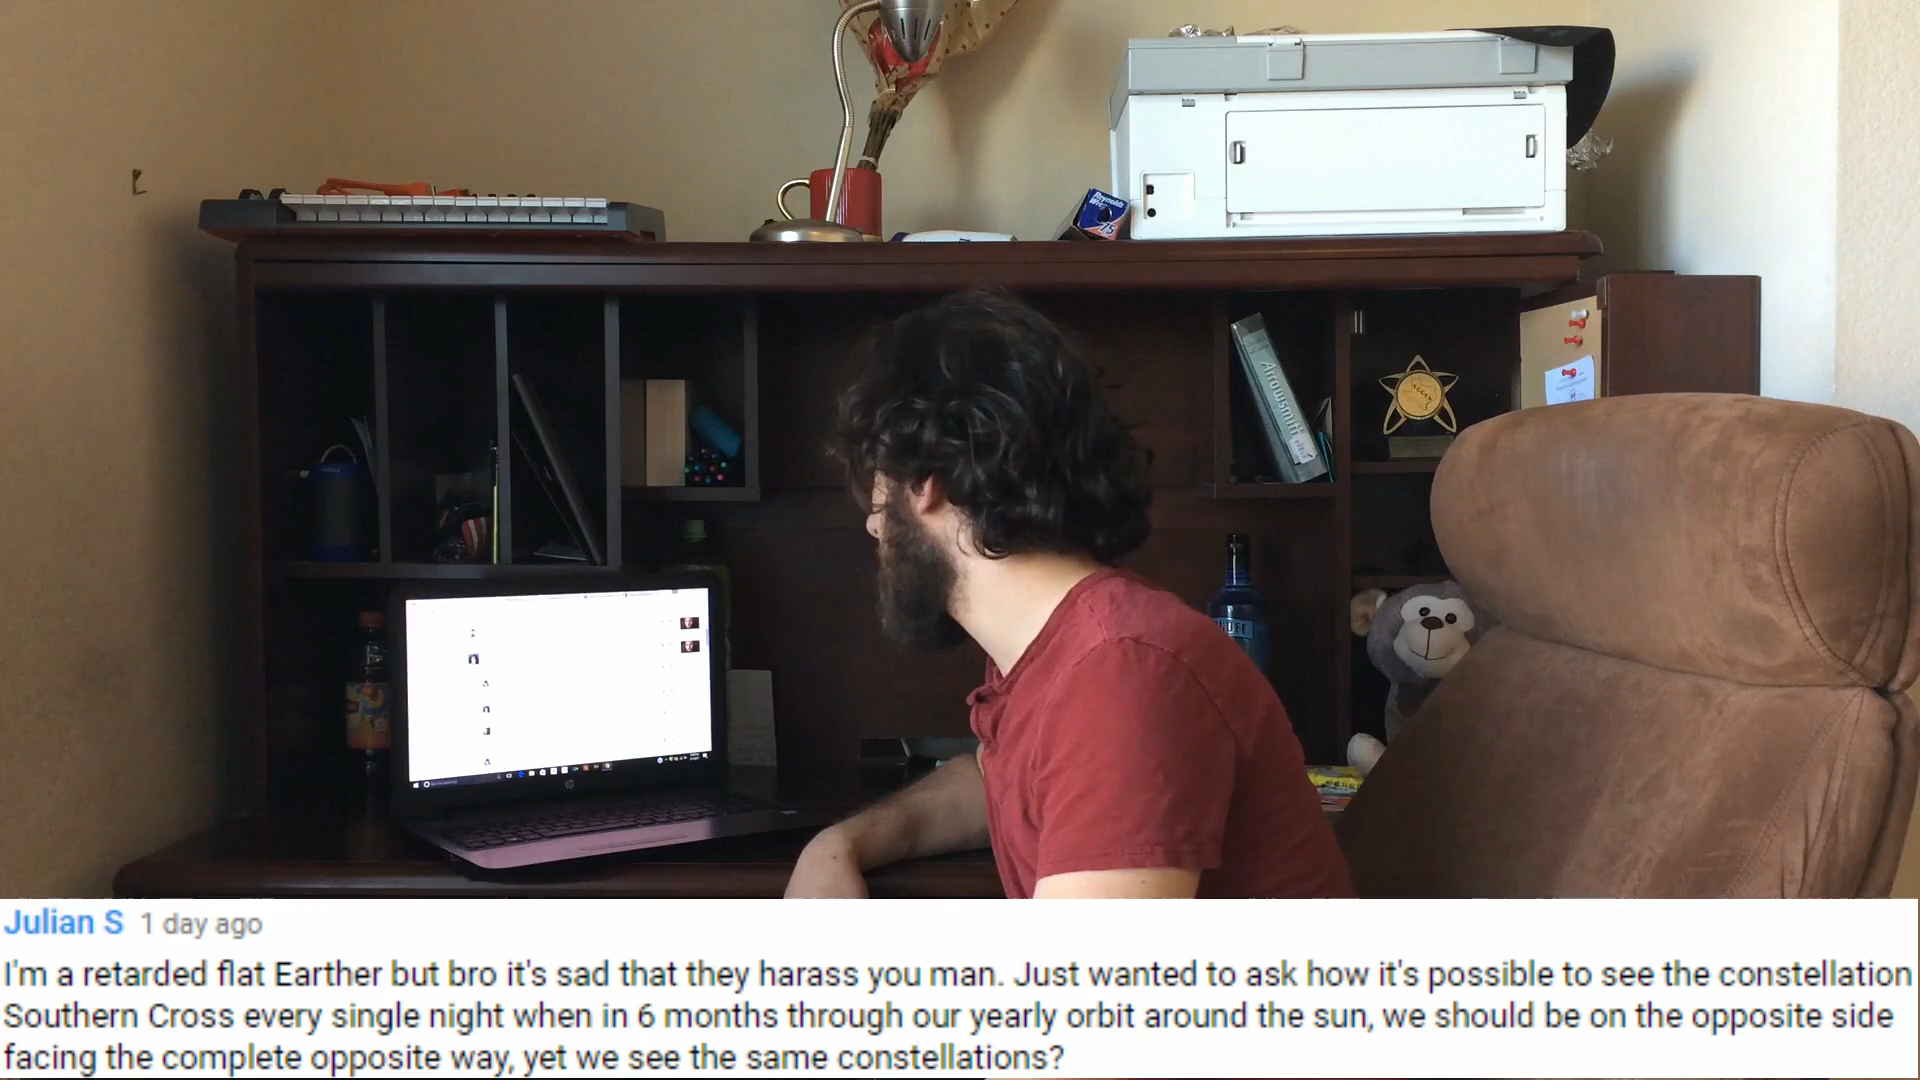 Reynolds
75
Arrowsmith
Julian S 1 day ago
I'm a retarded flat Earther but bro it's sad that they harass you man. Just wanted to ask how it's possible to see the constellation
Southern Cross every single night when in 6 months through our yearly orbit around the sun, we should be on the opposite side
facing the complete opposite way, yet we see the same constellations?